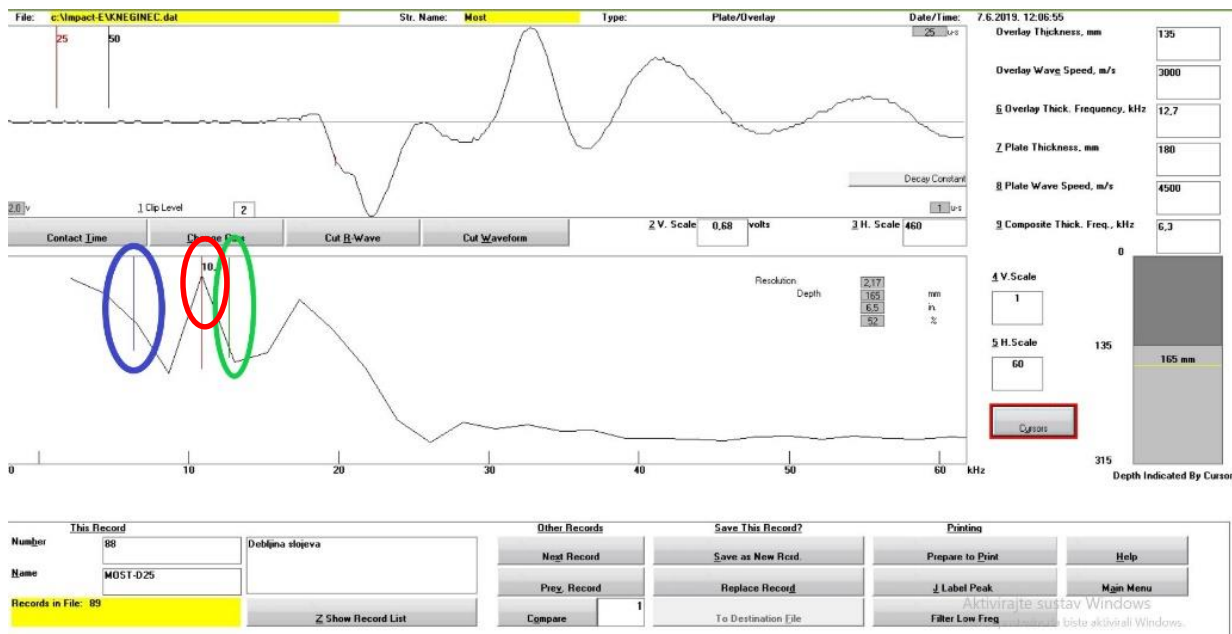 File: c:\Impact-E\KNEGINEC.dat Str. Name: Most Type: Plate/Overlay Date/Time: 7.6.2019. 12:06:55
25 50
25 u-s
Decay Constant
2.0 v 1 Clip Level 2 1 u-s
Contact Time Cut R-Wave Cut Waveform 2 V. Scale 0,68 volts 3 H. Scale 460
Overlay Thickness, mm 135
Overlay Wave Speed, m/s 3000
6 Overlay Thick. Frequency, kHz 12,7
7 Plate Thickness, mm 180
8 Plate Wave Speed, m/s 4500
9 Composite Thick. Freq., kHz 6,3
10,
Resolution 2,17
Depth 165 mm
6,5 in.
52 %
0 10 20 30 40 50 60 kHz
4 V.Scale
1
5 H.Scale
60
Cursors
0
135
165 mm
315
Depth Indicated By Cursor
This Record Other Records Save This Record? Printing
Number 88 Debljina slojeva Next Record Save as New Rcrd. Prepare to Print Help
Name MOST-D25 Prev. Record Replace Record J Label Peak Main Menu
Records in File: 89 Z Show Record List Compare 1 To Destination File Filter Low Freq
Aktivirajte sustav Windows
biste aktivirali Windows.